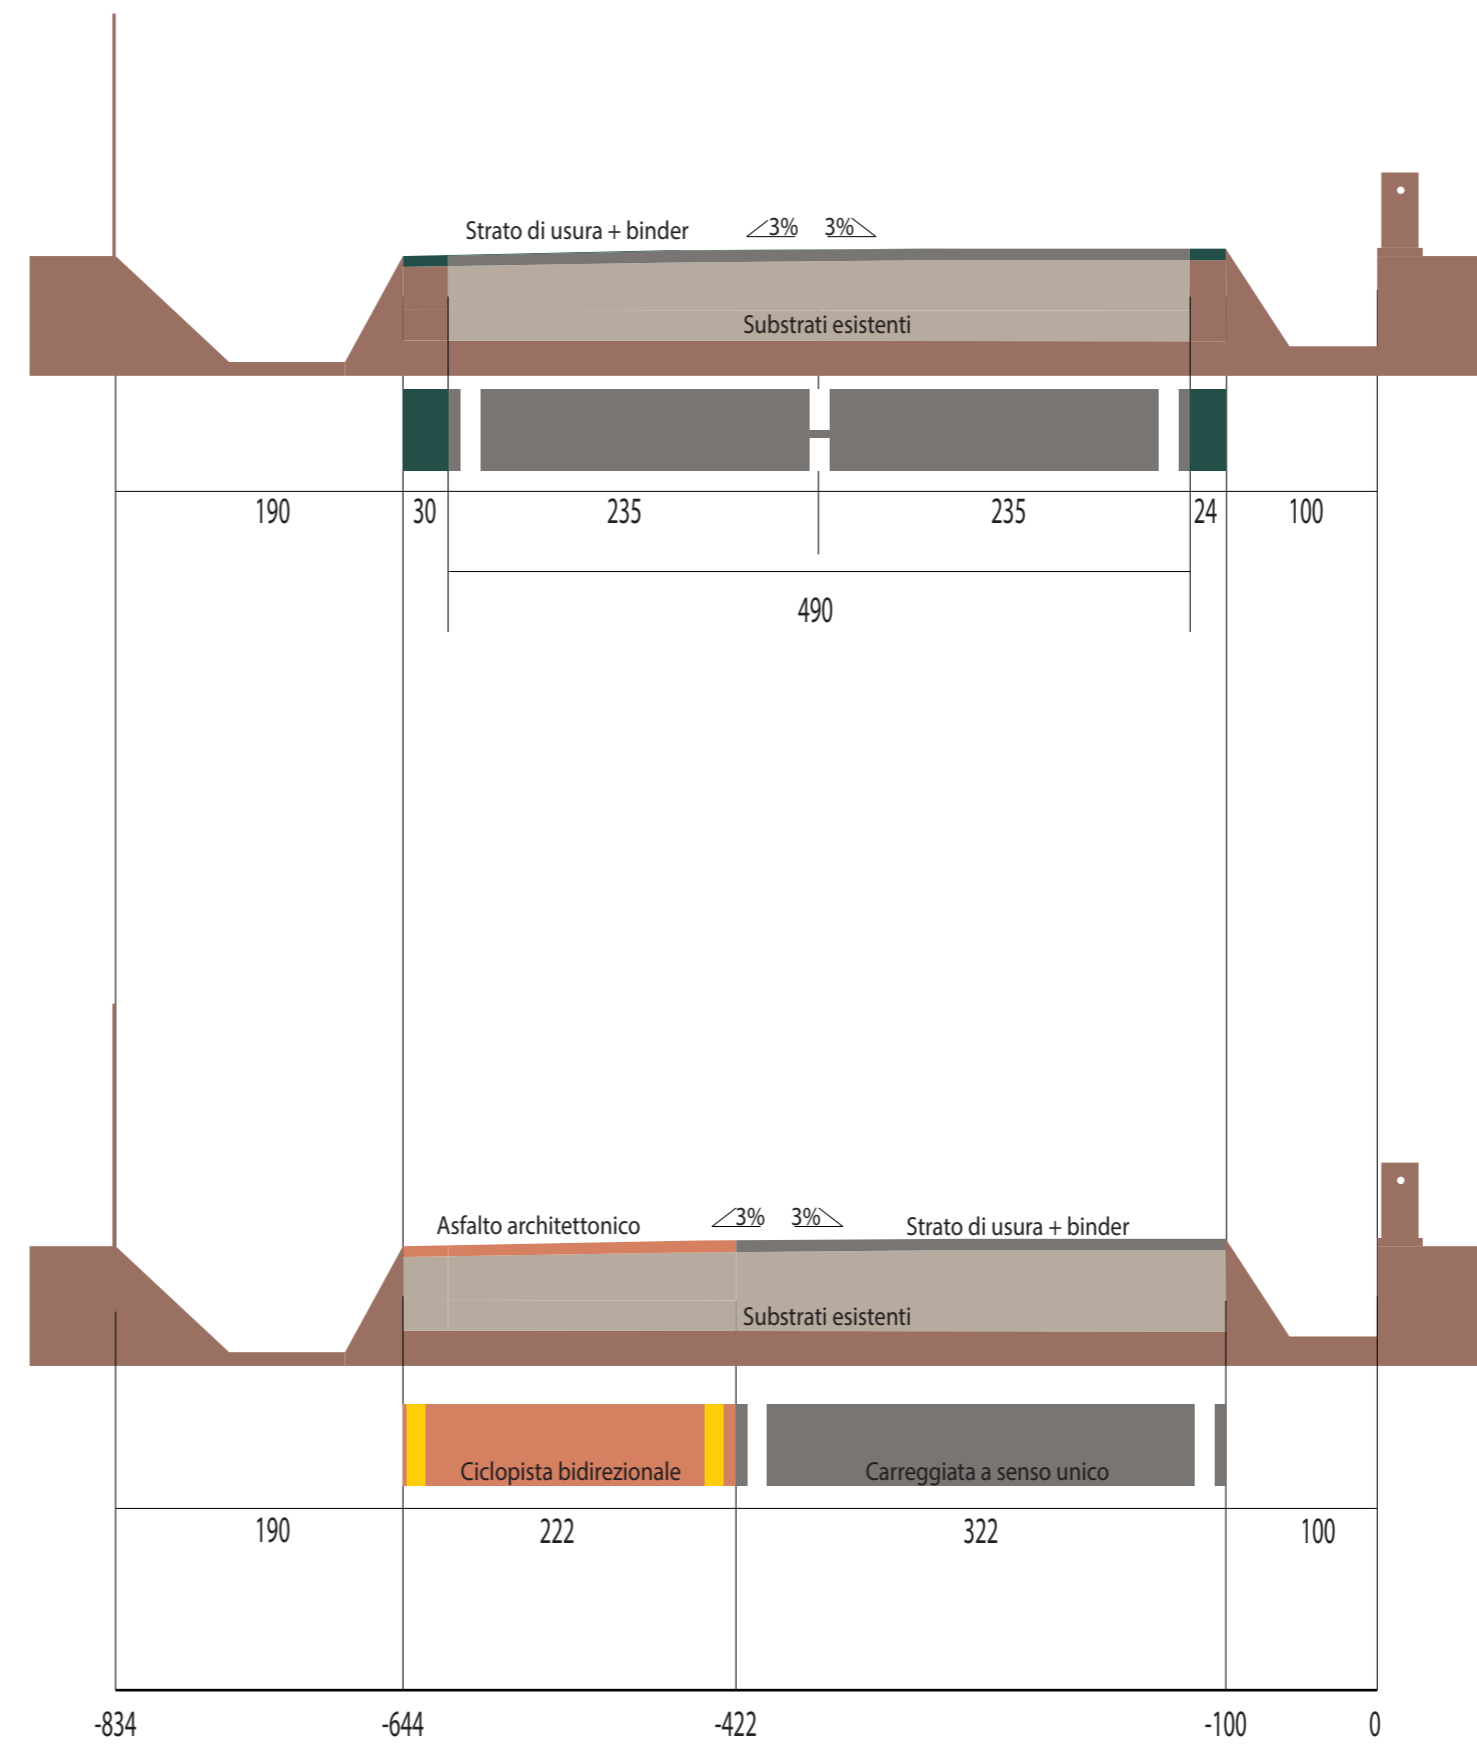 Strato di usura + binder 3% 3%
Substrati esistenti
190 30 235 235 24 100
490
Asfalto architettonico 3% 3% Strato di usura + binder
Substrati esistenti
Ciclopista bidirezionale Carreggiata a senso unico
190 222 322 100
-834 -644 -422 -100 0